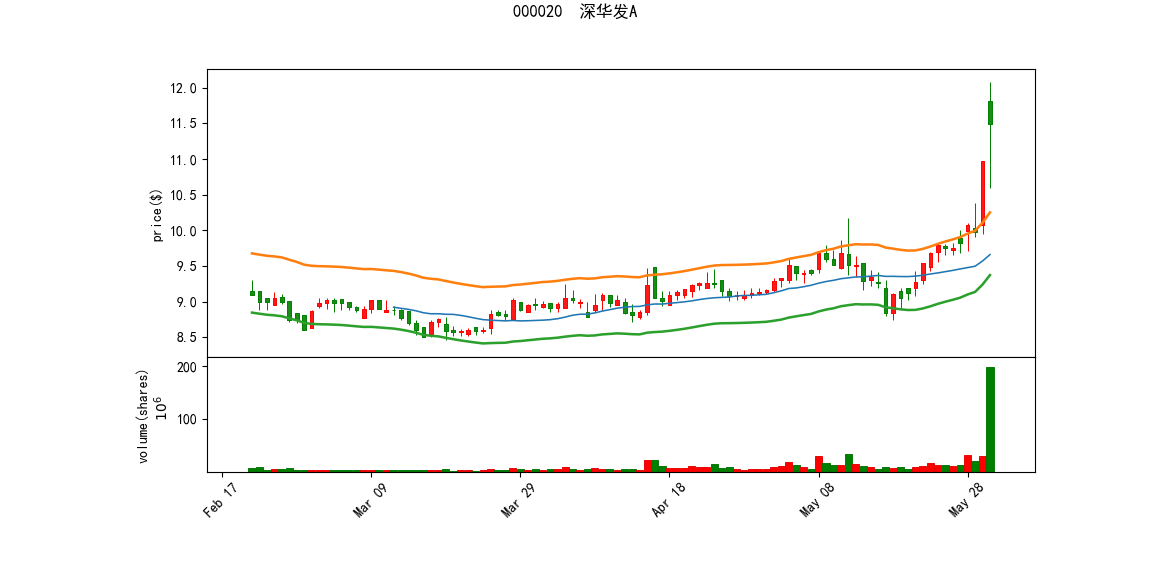 000020  深华发A
price($)
12.0
11.5
11.0
10.5
10.0
9.5
9.0
8.5
volume(shares)
10^6
200
100
Feb 17
Mar 09
Mar 29
Apr 18
May 08
May 28